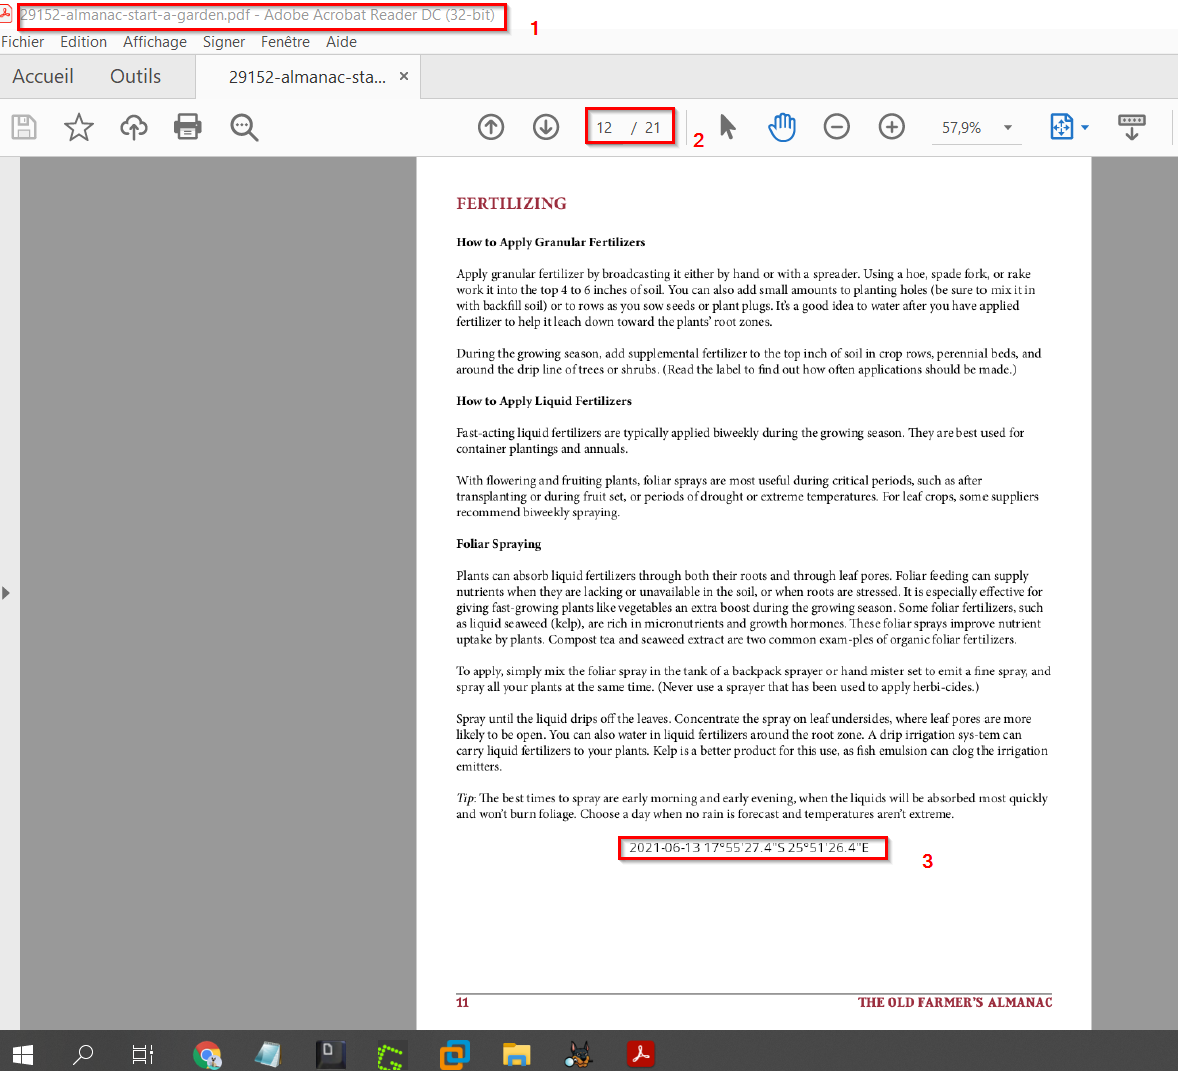 29152-almanac-start-a-garden.pdf - Adobe Acrobat Reader DC (32-bit)
1
Fichier Edition Affichage Signer Fenêtre Aide
Accueil Outils 29152-almanac-sta... ×
12 / 21 2 57,9%
FERTILIZING
How to Apply Granular Fertilizers
Apply granular fertilizer by broadcasting it either by hand or with a spreader. Using a hoe, spade fork, or rake
work it into the top 4 to 6 inches of soil. You can also add small amounts to planting holes (be sure to mix it in
with backfill soil) or to rows as you sow seeds or plant plugs. It's a good idea to water after you have applied
fertilizer to help it leach down toward the plants' root zones.
During the growing season, add supplemental fertilizer to the top inch of soil in crop rows, perennial beds, and
around the drip line of trees or shrubs. (Read the label to find out how often applications should be made.)
How to Apply Liquid Fertilizers
Fast-acting liquid fertilizers are typically applied biweekly during the growing season. They are best used for
container plantings and annuals.
With flowering and fruiting plants, foliar sprays are most useful during critical periods, such as after
transplanting or during fruit set, or periods of drought or extreme temperatures. For leaf crops, some suppliers
recommend biweekly spraying.
Foliar Spraying
Plants can absorb liquid fertilizers through both their roots and through leaf pores. Foliar feeding can supply
nutrients when they are lacking or unavailable in the soil, or when roots are stressed. It is especially effective for
giving fast-growing plants like vegetables an extra boost during the growing season. Some foliar fertilizers, such
as liquid seaweed (kelp), are rich in micronutrients and growth hormones. These foliar sprays improve nutrient
uptake by plants. Compost tea and seaweed extract are two common exam-ples of organic foliar fertilizers.
To apply, simply mix the foliar spray in the tank of a backpack sprayer or hand mister set to emit a fine spray, and
spray all your plants at the same time. (Never use a sprayer that has been used to apply herbi-cides.)
Spray until the liquid drips off the leaves. Concentrate the spray on leaf undersides, where leaf pores are more
likely to be open. You can also water in liquid fertilizers around the root zone. A drip irrigation sys-tem can
carry liquid fertilizers to your plants. Kelp is a better product for this use, as fish emulsion can clog the irrigation
emitters.
Tip: The best times to spray are early morning and early evening, when the liquids will be absorbed most quickly
and won't burn foliage. Choose a day when no rain is forecast and temperatures aren't extreme.
2021-06-13 17°55'27.4"S 25°51'26.4"E
3
11 THE OLD FARMER'S ALMANAC